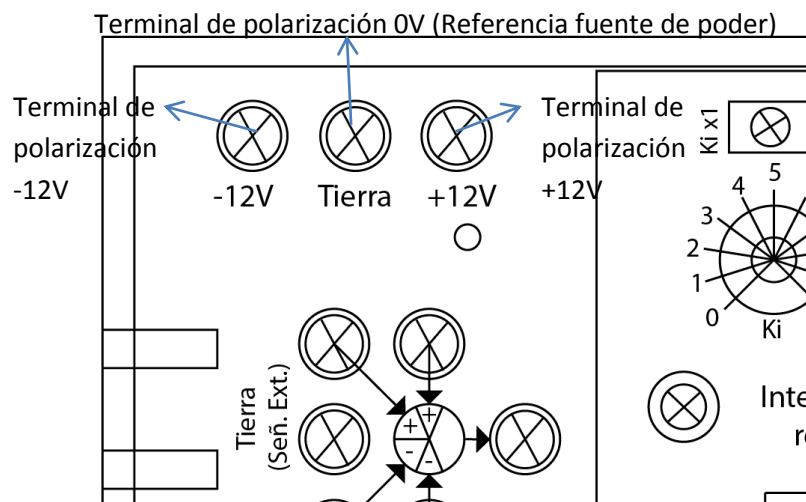 Terminal de polarización 0V (Referencia fuente de poder)
Terminal de
polarización
-12V
Terminal de
polarización
+12V
-12V Tierra +12V
Ki x1
5
4
3
2
1
0
Ki
Tierra
(Señ. Ext.)
+ +
- -
Inte
r